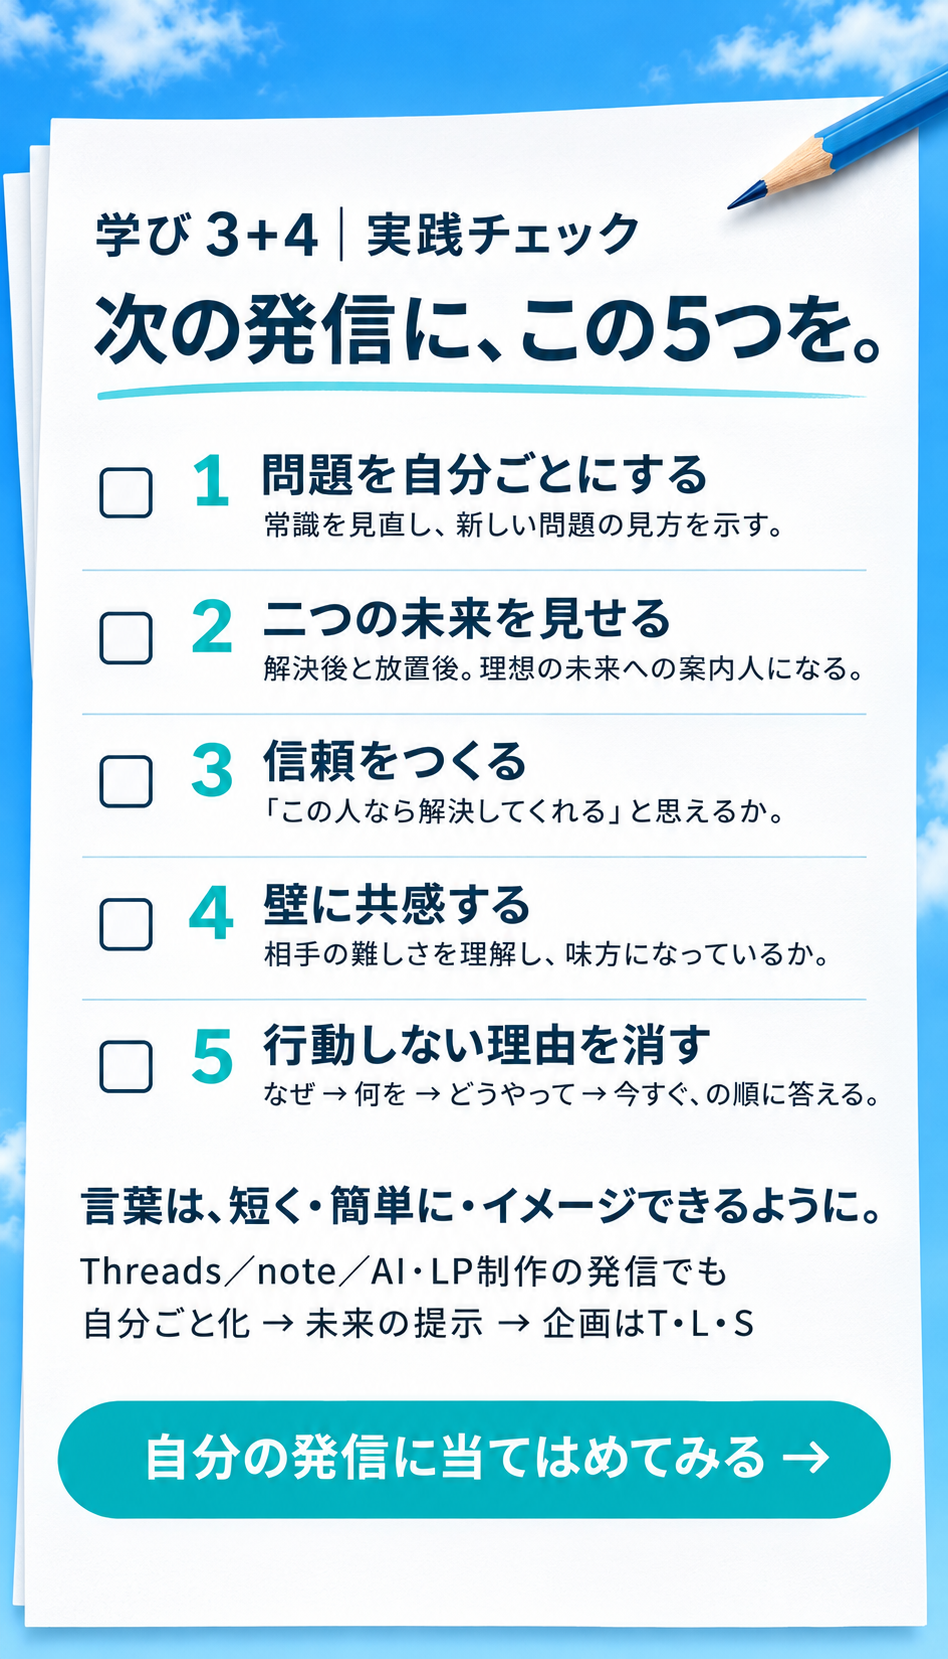 学び 3+4｜実践チェック
次の発信に、この5つを。
1 問題を自分ごとにする
常識を見直し、新しい問題の見方を示す。
2 二つの未来を見せる
解決後と放置後。理想の未来への案内人になる。
3 信頼をつくる
「この人なら解決してくれる」と思えるか。
4 壁に共感する
相手の難しさを理解し、味方になっているか。
5 行動しない理由を消す
なぜ → 何を → どうやって → 今すぐ、の順に答える。
言葉は、短く・簡単に・イメージできるように。
Threads／note／AI・LP制作の発信でも
自分ごと化 → 未来の提示 → 企画はT・L・S
自分の発信に当てはめてみる →